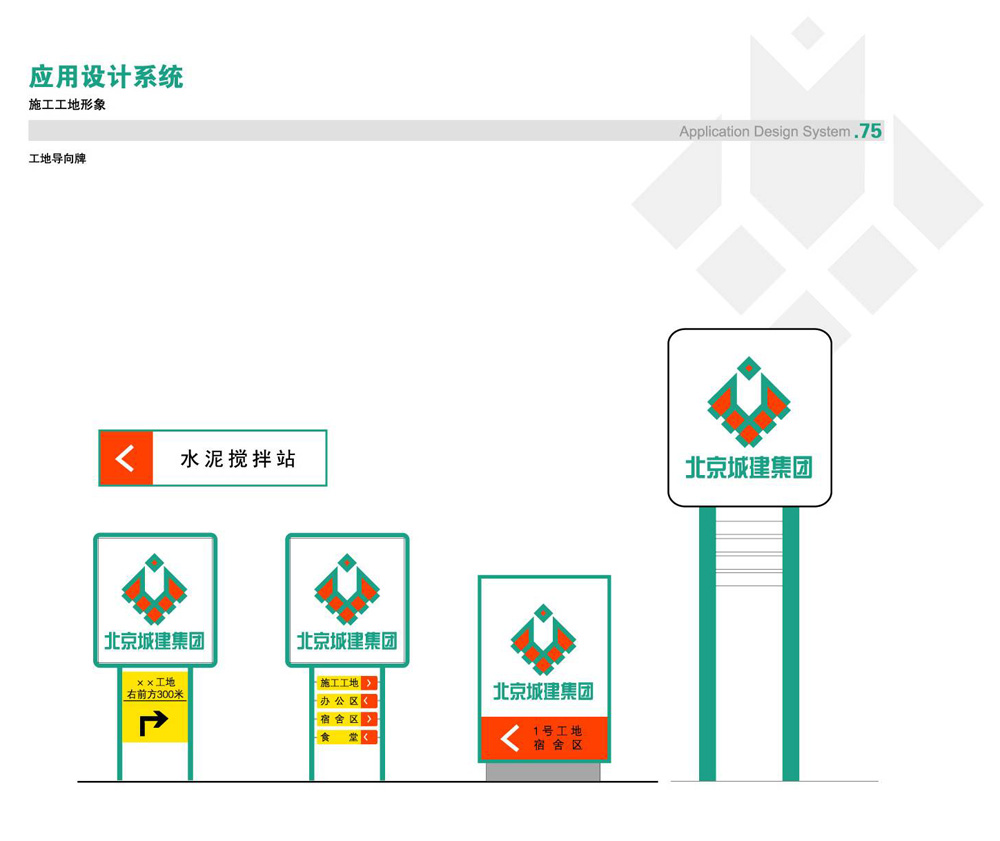 应用设计系统
施工工地形象
Application Design System .75
工地导向牌
北京城建集团
水泥搅拌站
北京城建集团
××工地
右前方300米
北京城建集团
施工工地
办公区
宿舍区
食堂
北京城建集团
1号工地
宿舍区